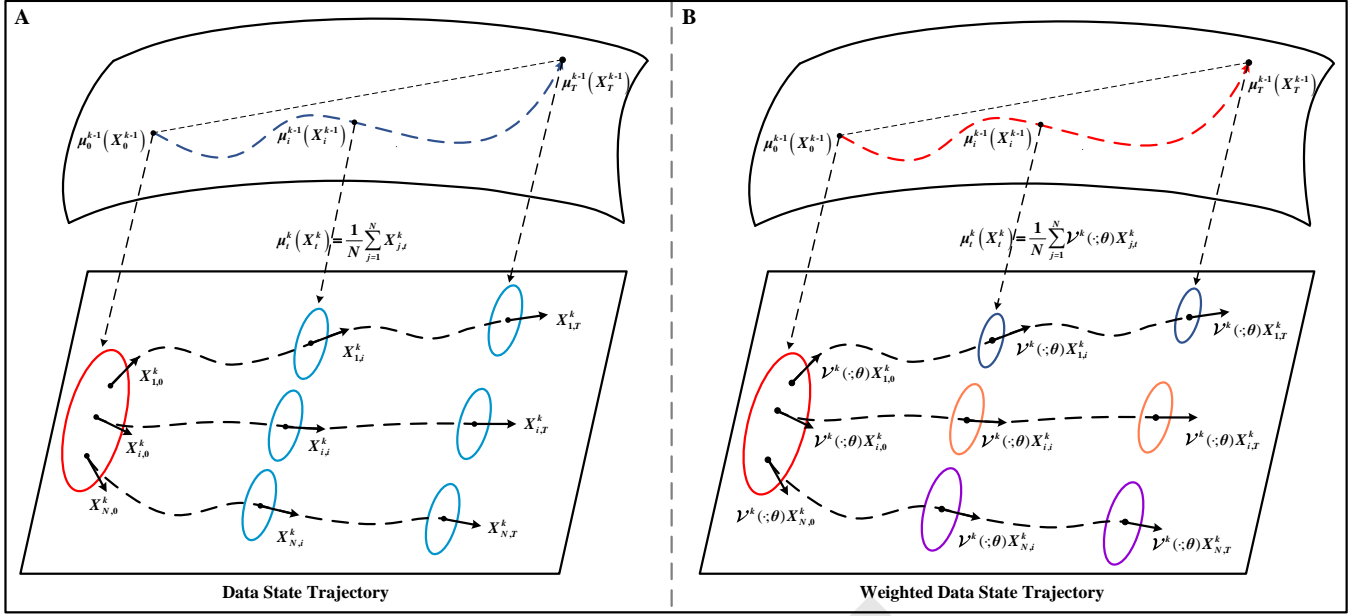 A
μ_T^{k-1}(X_T^{k-1})
μ_0^{k-1}(X_0^{k-1})
μ_i^{k-1}(X_i^{k-1})
μ_t^k(X_t^k)=1/N ∑_{j=1}^N X_{j,t}^k
X_{1,T}^k
X_{1,i}^k
X_{1,0}^k
X_{i,T}^k
X_{i,i}^k
X_{i,0}^k
X_{N,0}^k
X_{N,T}^k
X_{N,i}^k
Data State Trajectory
B
μ_T^{k-1}(X_T^{k-1})
μ_0^{k-1}(X_0^{k-1})
μ_i^{k-1}(X_i^{k-1})
μ_t^k(X_t^k)=1/N ∑_{j=1}^N 𝒱^k(·;θ)X_{j,t}^k
𝒱^k(·;θ)X_{1,T}^k
𝒱^k(·;θ)X_{1,i}^k
𝒱^k(·;θ)X_{1,0}^k
𝒱^k(·;θ)X_{i,T}^k
𝒱^k(·;θ)X_{i,i}^k
𝒱^k(·;θ)X_{i,0}^k
𝒱^k(·;θ)X_{N,0}^k
𝒱^k(·;θ)X_{N,i}^k
𝒱^k(·;θ)X_{N,T}^k
Weighted Data State Trajectory